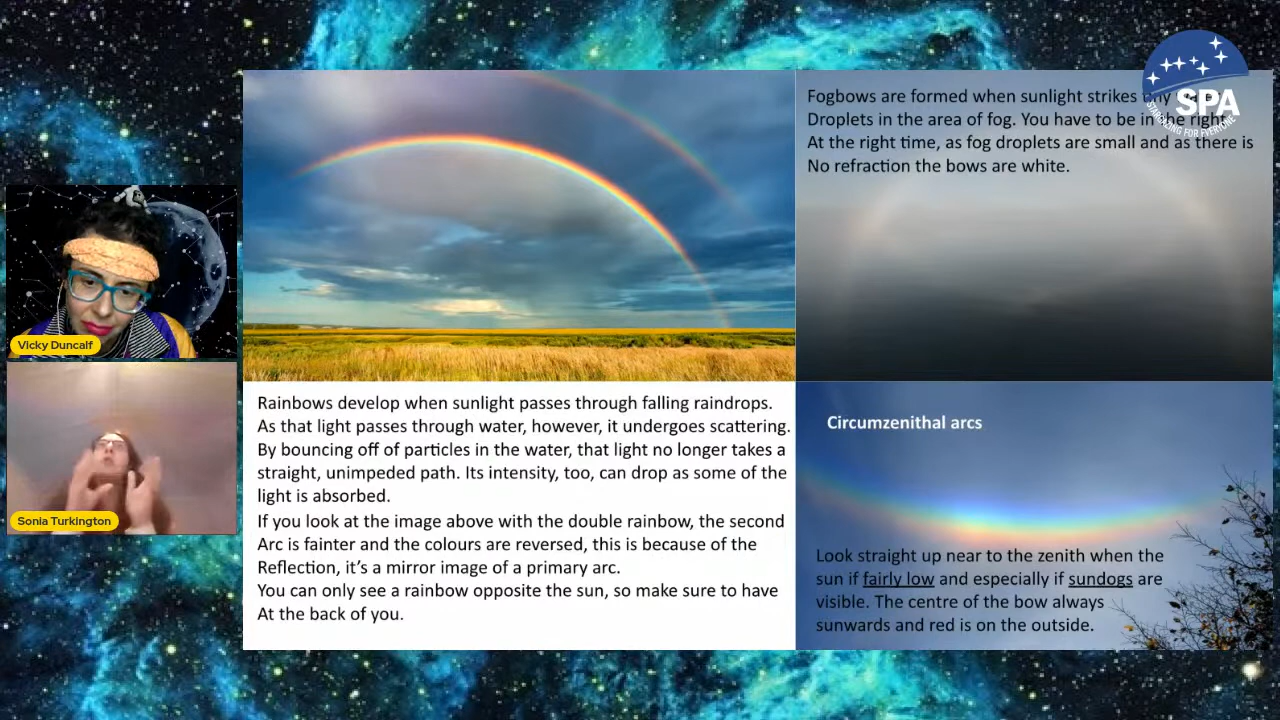 SPA
STARGAZING FOR EVERYONE
Fogbows are formed when sunlight strikes
Droplets in the area of fog. You have to be in the right
At the right time, as fog droplets are small and as there is
No refraction the bows are white.
Vicky Duncalf
Sonia Turkington
Rainbows develop when sunlight passes through falling raindrops.
As that light passes through water, however, it undergoes scattering.
By bouncing off of particles in the water, that light no longer takes a
straight, unimpeded path. Its intensity, too, can drop as some of the
light is absorbed.
If you look at the image above with the double rainbow, the second
Arc is fainter and the colours are reversed, this is because of the
Reflection, it’s a mirror image of a primary arc.
You can only see a rainbow opposite the sun, so make sure to have
At the back of you.
Circumzenithal arcs
Look straight up near to the zenith when the
sun if fairly low and especially if sundogs are
visible. The centre of the bow always
sunwards and red is on the outside.